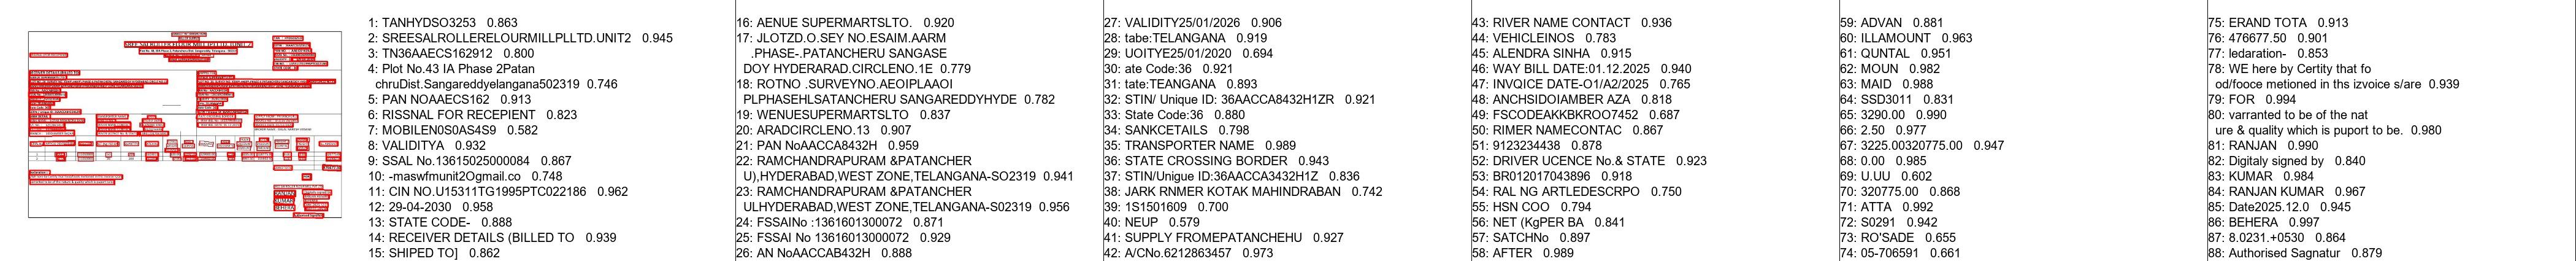 1: TANHYDSO3253 0.863
2: SREESALROLLERELOURMILLPLLTD.UNIT2 0.945
3: TN36AAECS162912 0.800
4: Plot No.43 IA Phase 2Patan
chruDist.Sangareddyelangana502319 0.746
5: PAN NOAAECS162 0.913
6: RISSNAL FOR RECEPIENT 0.823
7: MOBILEN0S0AS4S9 0.582
8: VALIDITYA 0.932
9: SSAL No.13615025000084 0.867
10: -maswfmunit2Ogmail.co 0.748
11: CIN NO.U15311TG1995PTC022186 0.962
12: 29-04-2030 0.958
13: STATE CODE- 0.888
14: RECEIVER DETAILS (BILLED TO 0.939
15: SHIPED TO] 0.862
16: AENUE SUPERMARTSLTO. 0.920
17: JLOTZD.O.SEY NO.ESAIM.AARM
.PHASE-.PATANCHERU SANGASE
DOY HYDERARAD.CIRCLENO.1E 0.779
18: ROTNO .SURVEYNO.AEOIPLAAOI
PLPHASEHLSATANCHERU SANGAREDDYHYDE 0.782
19: WENUESUPERMARTSLTO 0.837
20: ARADCIRCLENO.13 0.907
21: PAN NoAACCA8432H 0.959
22: RAMCHANDRAPURAM &PATANCHER
U),HYDERABAD,WEST ZONE,TELANGANA-SO2319 0.941
23: RAMCHANDRAPURAM &PATANCHER
ULHYDERABAD,WEST ZONE,TELANGANA-S02319 0.956
24: FSSAINo :1361601300072 0.871
25: FSSAI No 13616013000072 0.929
26: AN NoAACCAB432H 0.888
27: VALIDITY25/01/2026 0.906
28: tabe:TELANGANA 0.919
29: UOITYE25/01/2020 0.694
30: ate Code:36 0.921
31: tate:TEANGANA 0.893
32: STIN/ Unique ID: 36AACCA8432H1ZR 0.921
33: State Code:36 0.880
34: SANKCETAILS 0.798
35: TRANSPORTER NAME 0.989
36: STATE CROSSING BORDER 0.943
37: STIN/Unigue ID:36AACCA3432H1Z 0.836
38: JARK RNMER KOTAK MAHINDRABAN 0.742
39: 1S1501609 0.700
40: NEUP 0.579
41: SUPPLY FROMEPATANCHEHU 0.927
42: A/CNo.6212863457 0.973
43: RIVER NAME CONTACT 0.936
44: VEHICLEINOS 0.783
45: ALENDRA SINHA 0.915
46: WAY BILL DATE:01.12.2025 0.940
47: INVQICE DATE-O1/A2/2025 0.765
48: ANCHSIDOIAMBER AZA 0.818
49: FSCODEAKKBKROO7452 0.687
50: RIMER NAMECONTAC 0.867
51: 9123234438 0.878
52: DRIVER UCENCE No.& STATE 0.923
53: BR012017043896 0.918
54: RAL NG ARTLEDESCRPO 0.750
55: HSN COO 0.794
56: NET (KgPER BA 0.841
57: SATCHNo 0.897
58: AFTER 0.989
59: ADVAN 0.881
60: ILLAMOUNT 0.963
61: QUNTAL 0.951
62: MOUN 0.982
63: MAID 0.988
64: SSD3011 0.831
65: 3290.00 0.990
66: 2.50 0.977
67: 3225.00320775.00 0.947
68: 0.00 0.985
69: U.UU 0.602
70: 320775.00 0.868
71: ATTA 0.992
72: S0291 0.942
73: RO'SADE 0.655
74: 05-706591 0.661
75: ERAND TOTA 0.913
76: 476677.50 0.901
77: ledaration- 0.853
78: WE here by Certity that fo
od/fooce metioned in ths izvoice s/are 0.939
79: FOR 0.994
80: varranted to be the nat
ure & quality which is puport to be. 0.980
81: RANJAN 0.990
82: Digitaly signed by 0.840
83: KUMAR 0.984
84: RANJAN KUMAR 0.967
85: Date2025.12.0 0.945
86: BEHERA 0.997
87: 8.0231.+0530 0.864
88: Authorised Sagnatur 0.879